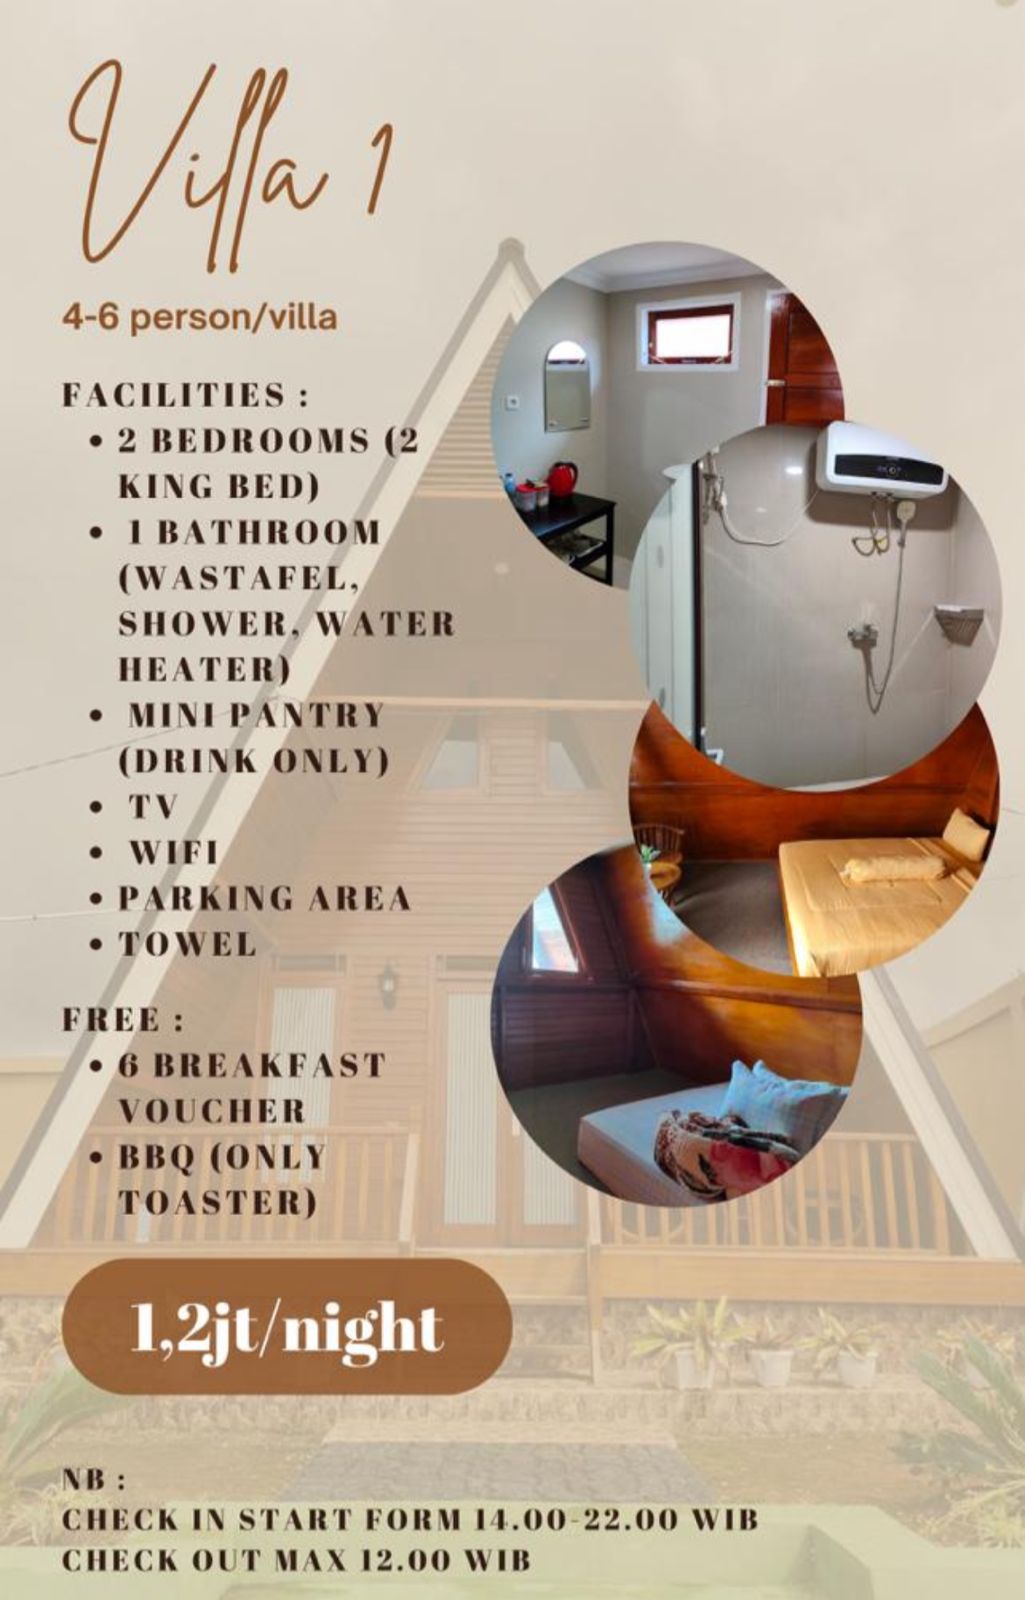 Villa 1
4-6 person/villa
FACILITIES :
• 2 BEDROOMS (2
KING BED)
• 1 BATHROOM
(WASTAFEL,
SHOWER, WATER
HEATER)
• MINI PANTRY
(DRINK ONLY)
• TV
• WIFI
• PARKING AREA
• TOWEL
FREE :
• 6 BREAKFAST
VOUCHER
• BBQ (ONLY
TOASTER)
1,2jt/night
NB :
CHECK IN START FORM 14.00-22.00 WIB
CHECK OUT MAX 12.00 WIB